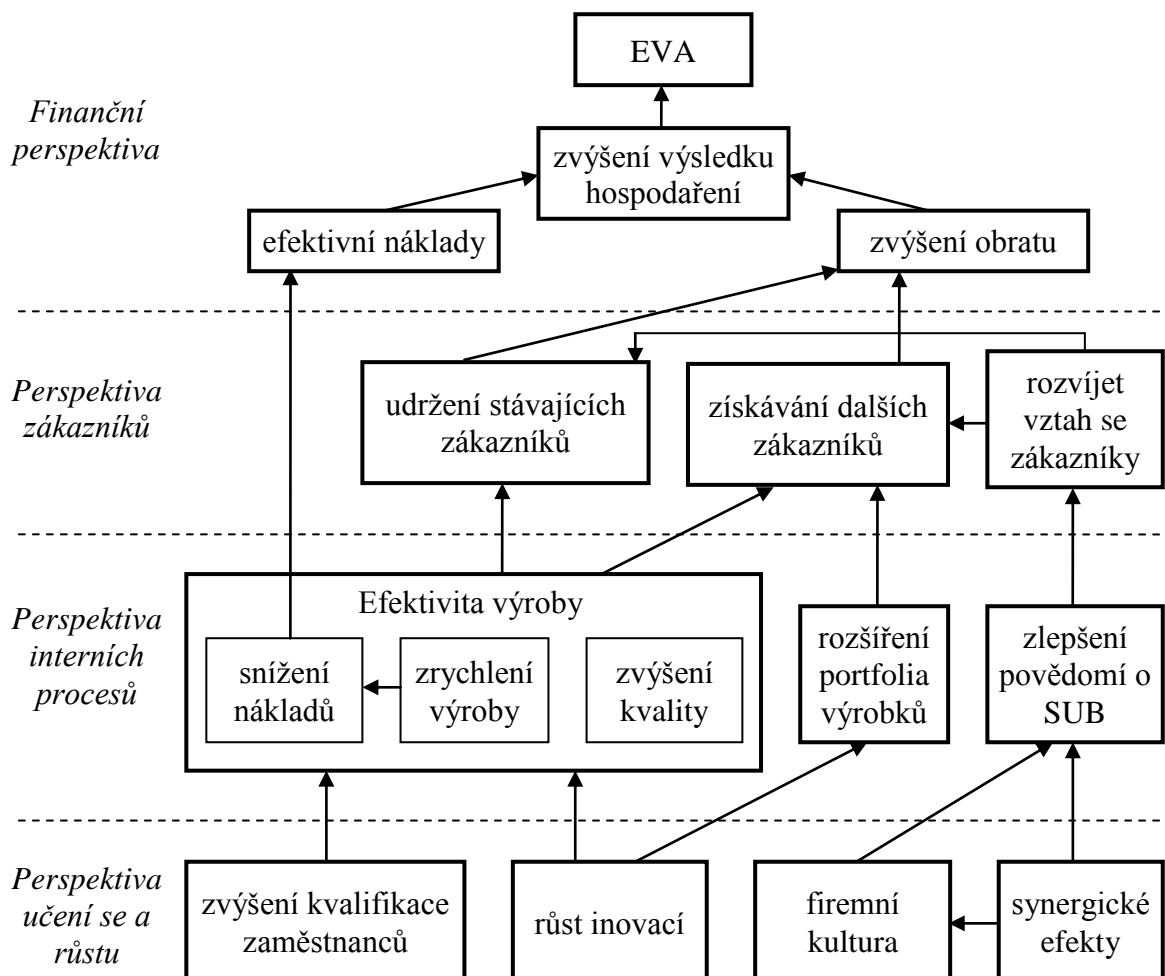 EVA
Finanční
perspektiva
zvýšení výsledku
hospodaření
efektivní náklady
zvýšení obratu
Perspektiva
zákazníků
udržení stávajících
zákazníků
získávání dalších
zákazníků
rozvíjet
vztah se
zákazníky
Perspektiva
interních
procesů
Efektivita výroby
snížení
nákladů
zrychlení
výroby
zvýšení
kvality
rozšíření
portfolia
výrobků
zlepšení
povědomí o
SUB
Perspektiva
učení se a
růstu
zvýšení kvalifikace
zaměstnanců
růst inovací
firemní
kultura
synergické
efekty